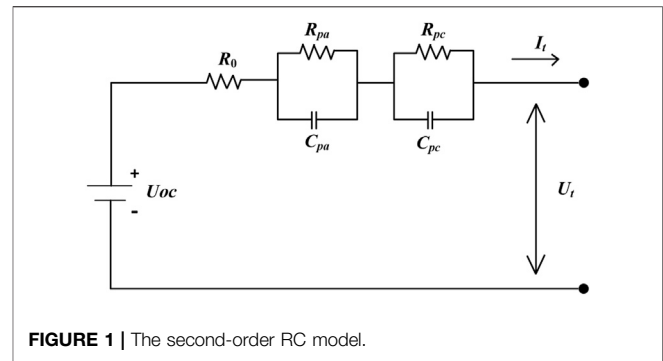 R₀
Rpa
Cpa
Rpc
Cpc
Iₜ
+
Uoc
-
Uₜ
FIGURE 1 | The second-order RC model.